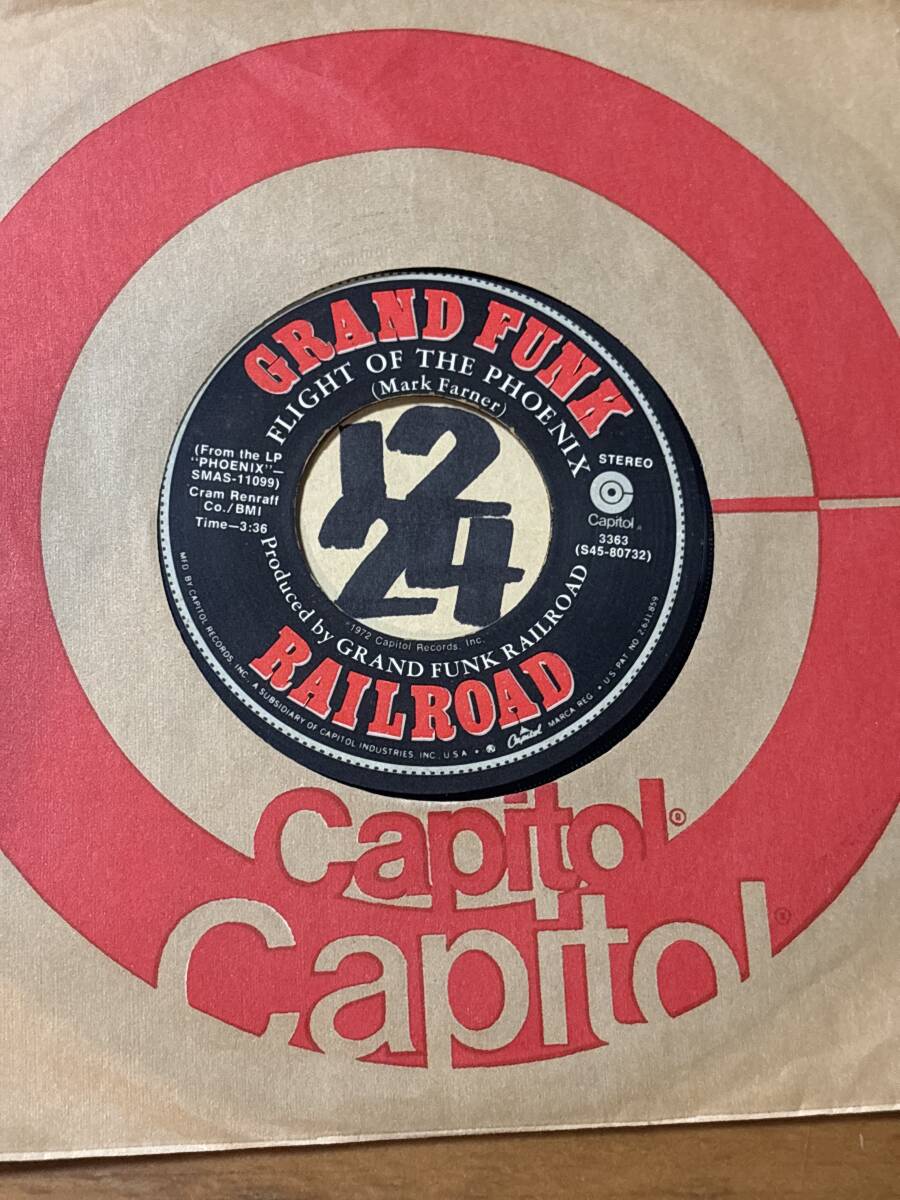 GRAND FUNK
FLIGHT OF THE PHOENIX
(Mark Farner)
(From the LP
"PHOENIX"—
SMAS-11099)
Cram Renraff
Co./BMI
Time—3:36
12
24
STEREO
Capitol
3363
(S45-80732)
©1972 Capitol Records, Inc.
Produced by GRAND FUNK RAILROAD
RAILROAD
MFD. BY CAPITOL RECORDS, INC., A SUBSIDIARY OF CAPITOL INDUSTRIES, INC., U.S.A. • ® Capitol MARCA REG. • U.S. PAT. NO. 2,631,859
Capitol®
Capitol®